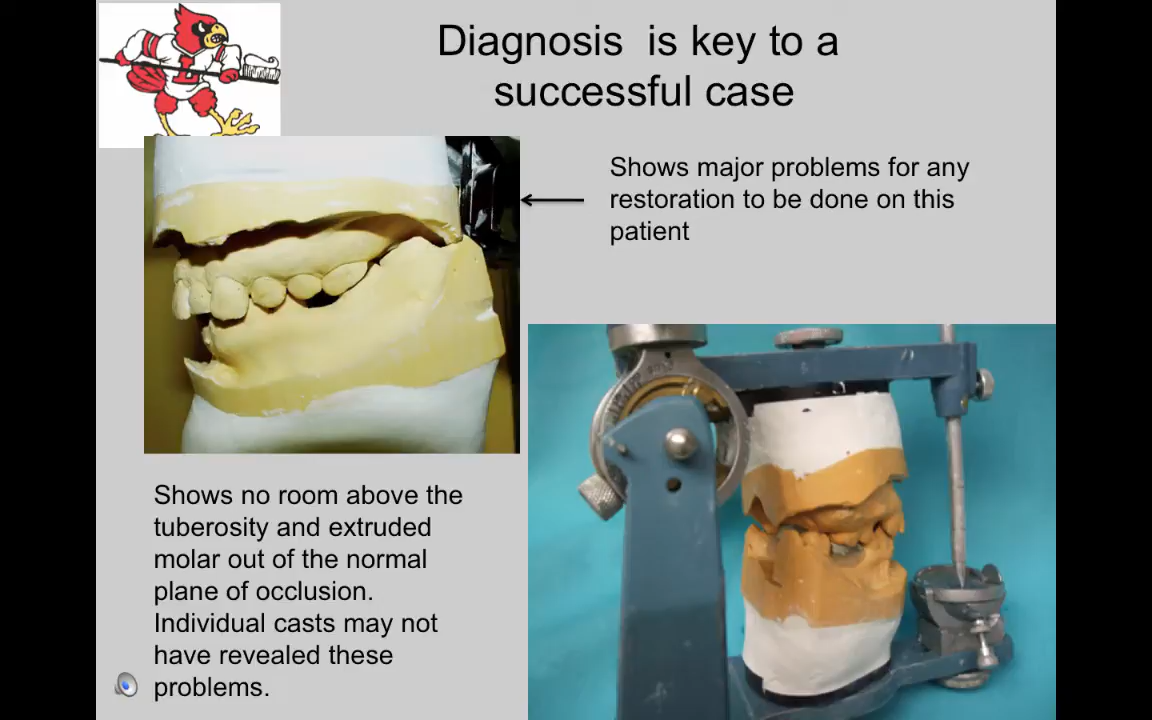 Diagnosis  is key to a
successful case
Shows major problems for any
restoration to be done on this
patient
Shows no room above the
tuberosity and extruded
molar out of the normal
plane of occlusion.
Individual casts may not
have revealed these
problems.